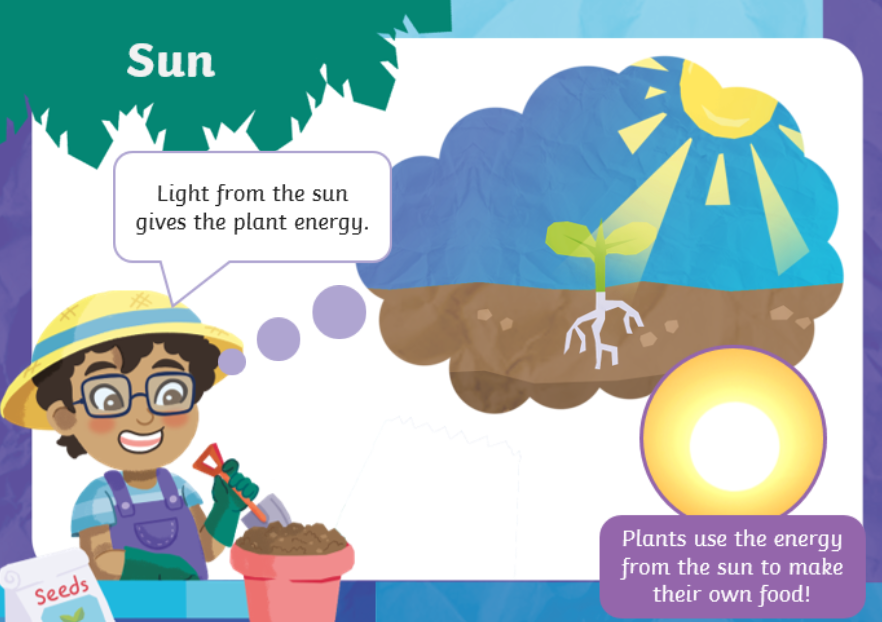 Sun
Light from the sun
gives the plant energy.
Seeds
Plants use the energy
from the sun to make
their own food!